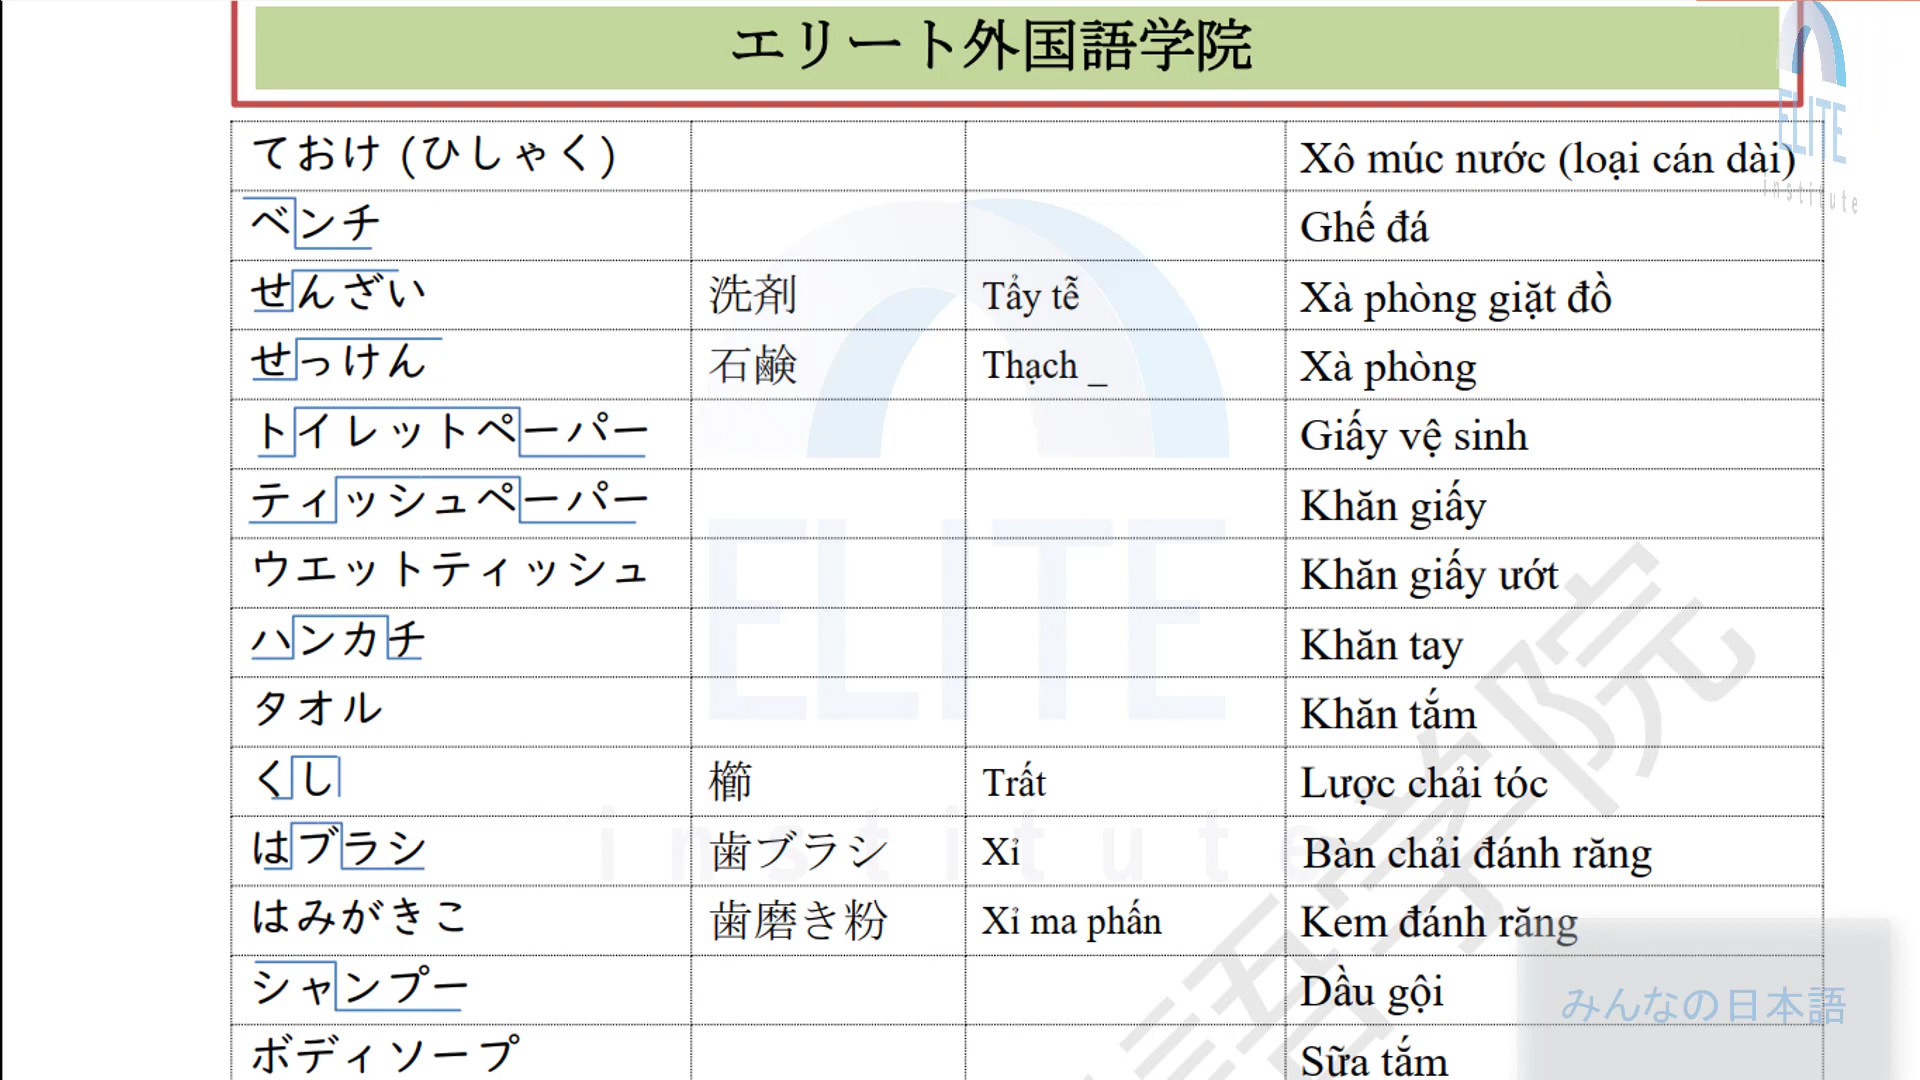 エリート外国語学院
ELITE
institute
ておけ (ひしゃく) Xô múc nước (loại cán dài)
ベンチ Ghế đá
せんざい 洗剤 Tẩy tễ Xà phòng giặt đồ
せっけん 石鹸 Thạch _ Xà phòng
トイレットペーパー Giấy vệ sinh
ティッシュペーパー Khăn giấy
ウエットティッシュ Khăn giấy ướt
ハンカチ Khăn tay
タオル Khăn tắm
くし 櫛 Trất Lược chải tóc
はブラシ 歯ブラシ Xỉ Bàn chải đánh răng
はみがきこ 歯磨き粉 Xỉ ma phấn Kem đánh răng
シャンプー Dầu gội
ボディソープ Sữa tắm
ELITE
institute
語学院
みんなの日本語